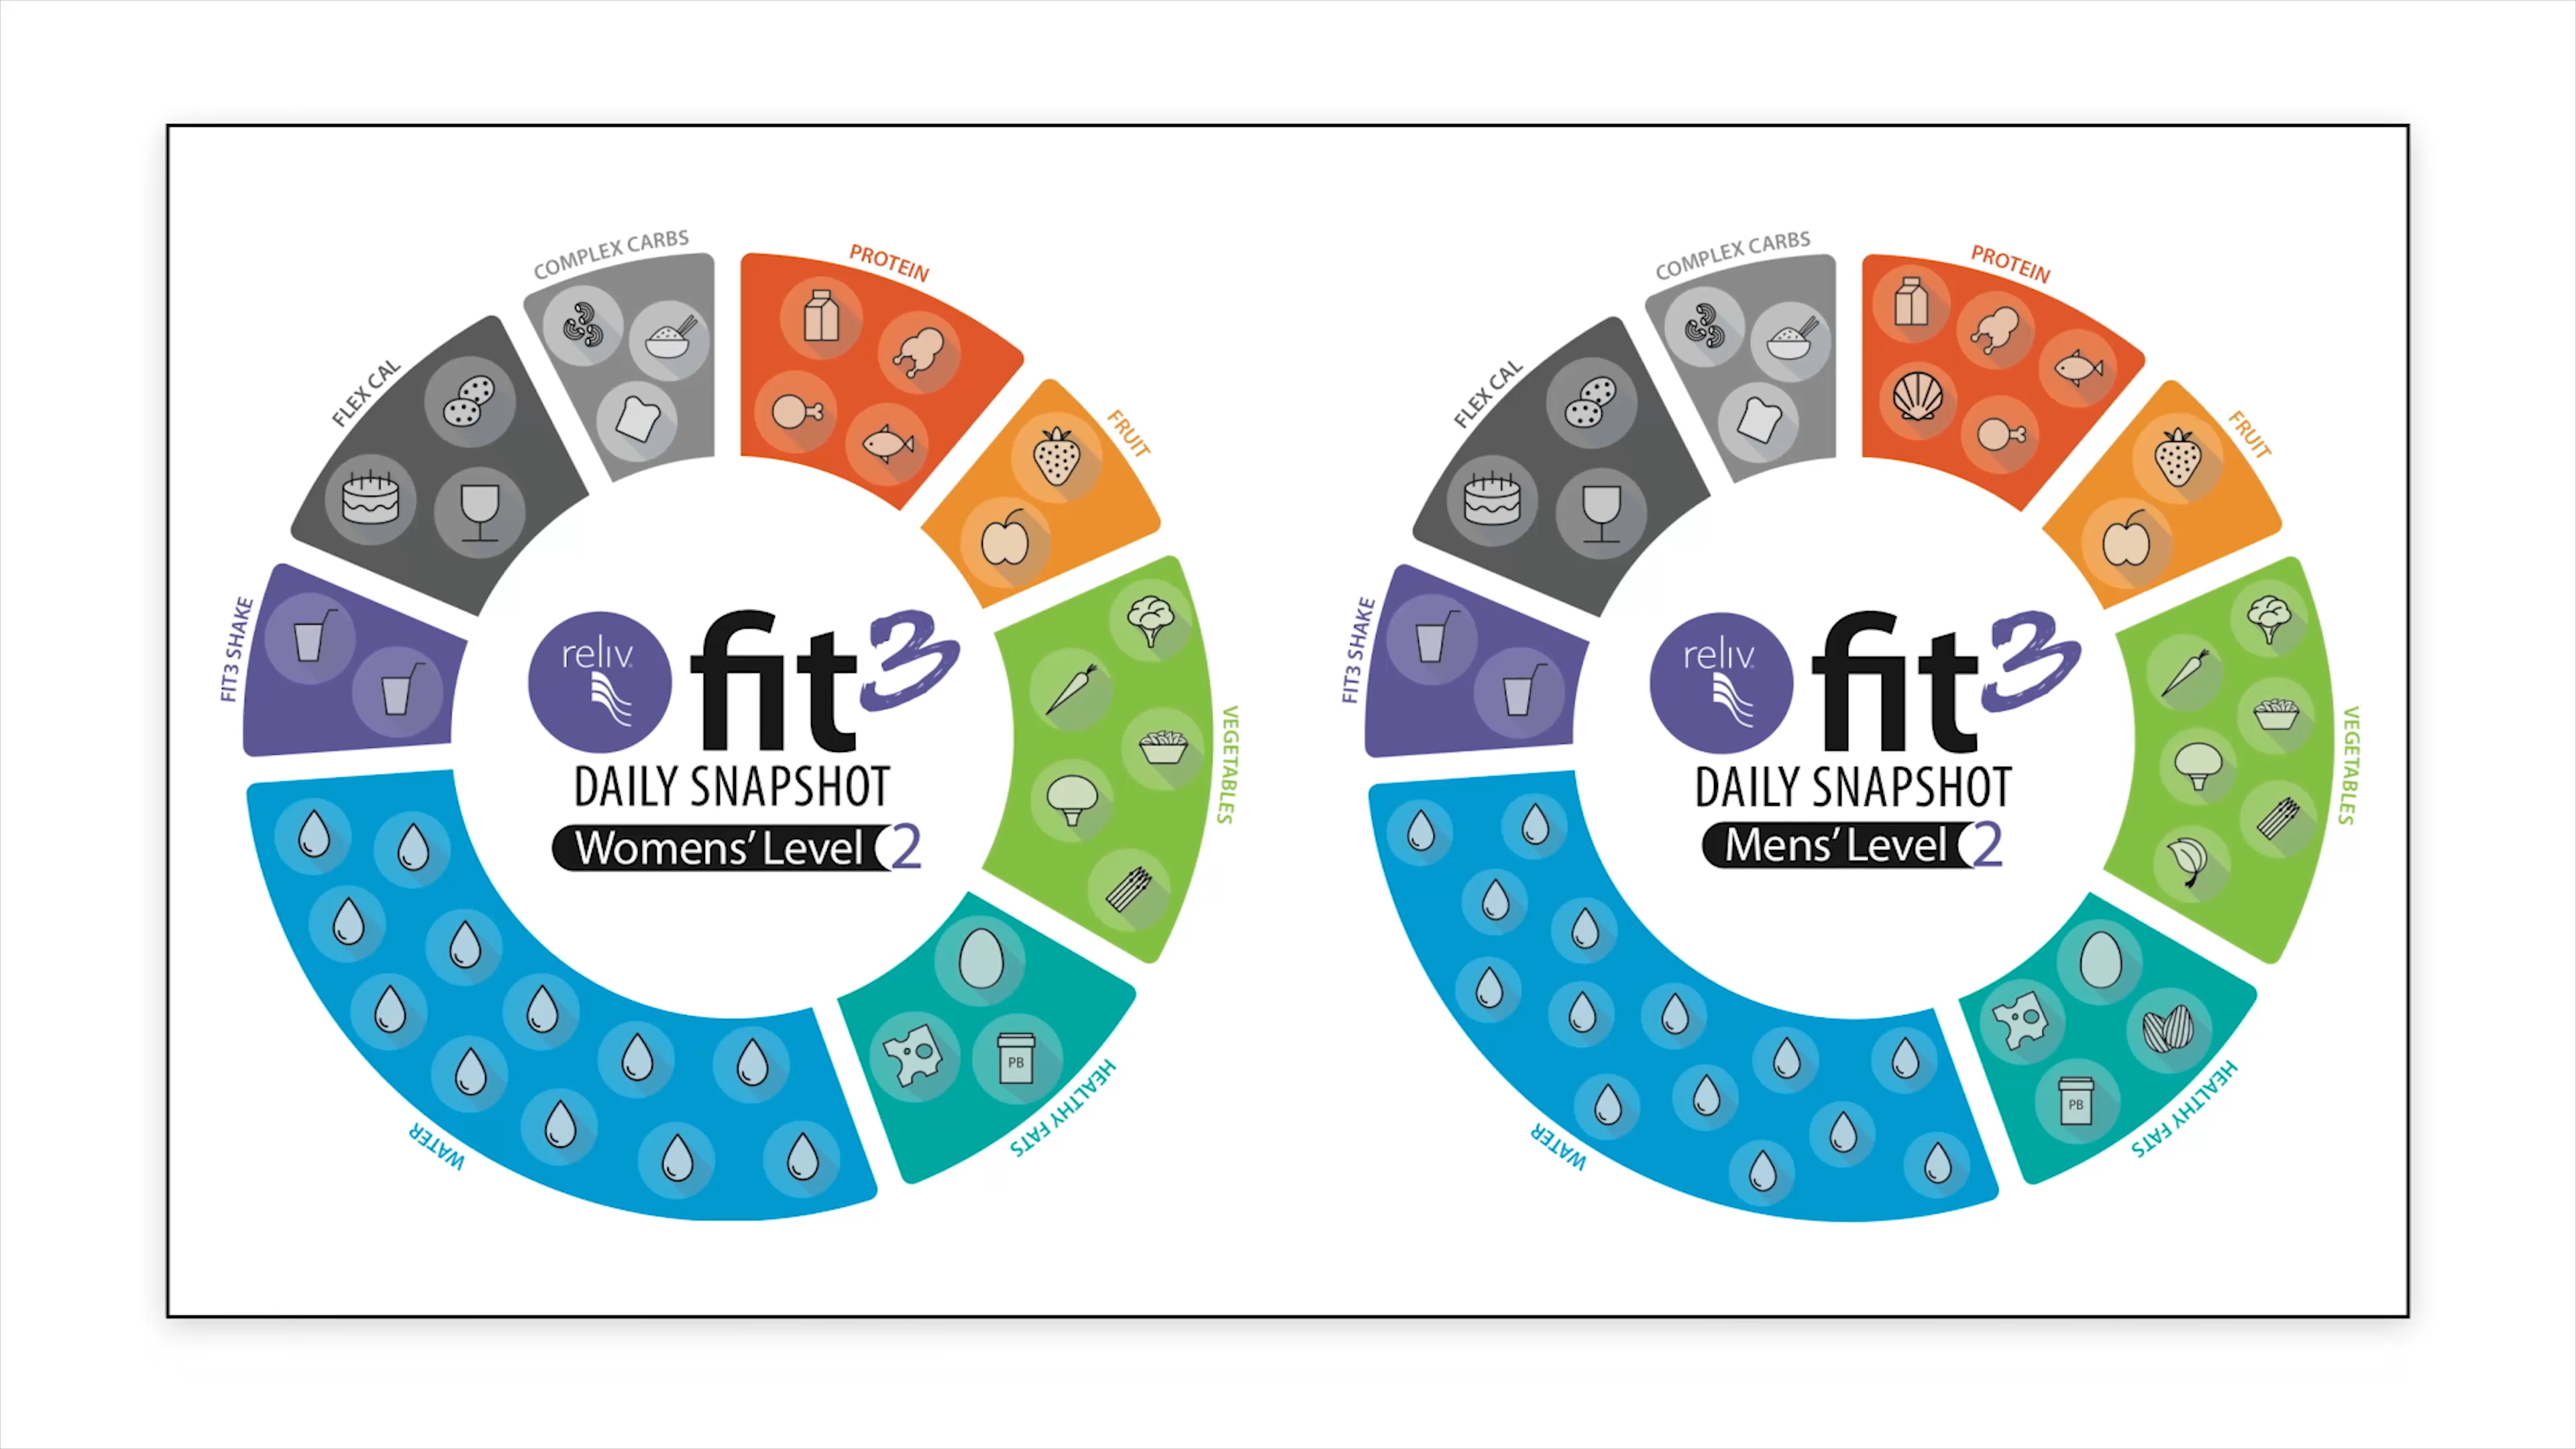 COMPLEX CARBS
PROTEIN
FRUIT
VEGETABLES
HEALTHY FATS
WATER
FIT3 SHAKE
FLEX CAL
PB
reliv
fit3
DAILY SNAPSHOT
Womens' Level 2
COMPLEX CARBS
PROTEIN
FRUIT
VEGETABLES
HEALTHY FATS
WATER
FIT3 SHAKE
FLEX CAL
PB
reliv
fit3
DAILY SNAPSHOT
Mens' Level 2